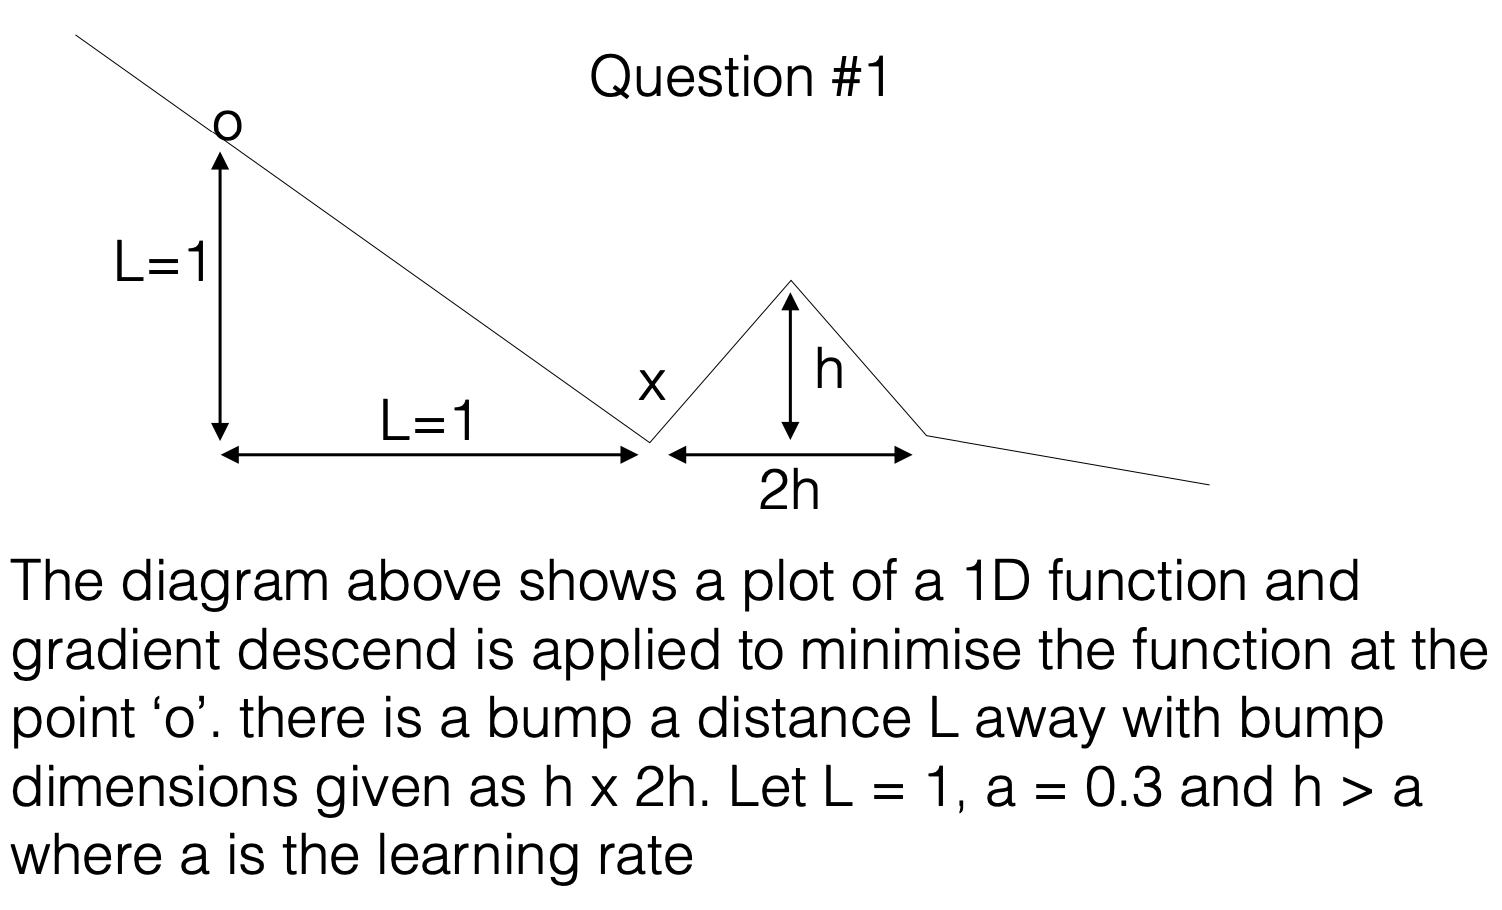 Question #1
o
L=1
x
h
L=1
2h
The diagram above shows a plot of a 1D function and
gradient descend is applied to minimise the function at the
point ‘o’. there is a bump a distance L away with bump
dimensions given as h x 2h. Let L = 1, a = 0.3 and h > a
where a is the learning rate